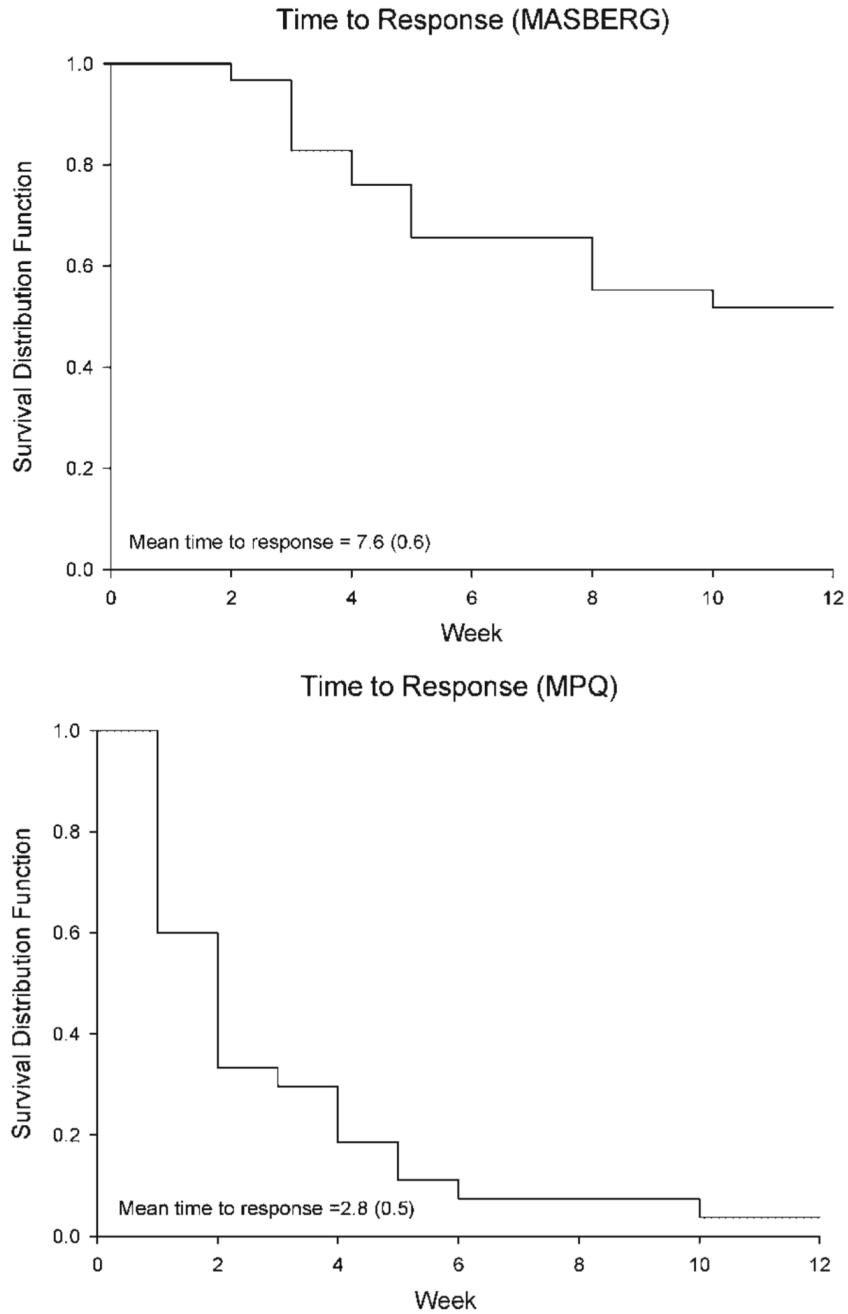 Time to Response (MASBERG)
1.0
0.8
0.6
0.4
0.2
0.0
Survival Distribution Function
Mean time to response = 7.6 (0.6)
0 2 4 6 8 10 12
Week
Time to Response (MPQ)
1.0
0.8
0.6
0.4
0.2
0.0
Survival Distribution Function
Mean time to response =2.8 (0.5)
0 2 4 6 8 10 12
Week